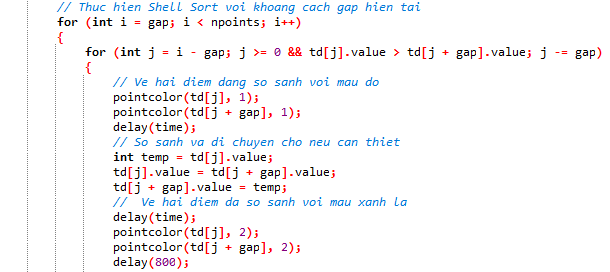 // Thuc hien Shell Sort voi khoang cach gap hien tai
for (int i = gap; i < npoints; i++)
{
for (int j = i - gap; j >= 0 && td[j].value > td[j + gap].value; j -= gap)
{
// Ve hai diem dang so sanh voi mau do
pointcolor(td[j], 1);
pointcolor(td[j + gap], 1);
delay(time);
// So sanh va di chuyen cho neu can thiet
int temp = td[j].value;
td[j].value = td[j + gap].value;
td[j + gap].value = temp;
//  Ve hai diem da so sanh voi mau xanh la
delay(time);
pointcolor(td[j], 2);
pointcolor(td[j + gap], 2);
delay(800);